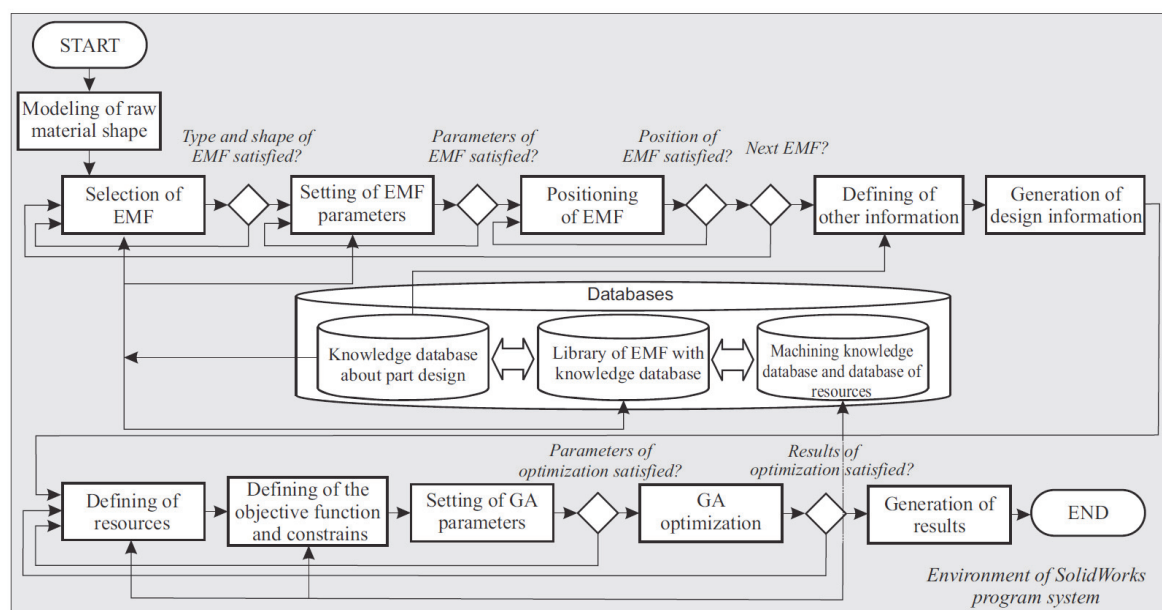 START
Modeling of raw
material shape
Type and shape of
EMF satisfied?
Parameters of
EMF satisfied?
Position of
EMF satisfied?
Next EMF?
Selection of
EMF
Setting of EMF
parameters
Positioning
of EMF
Defining of
other information
Generation of
design information
Databases
Knowledge database
about part design
Library of EMF with
knowledge database
Machining knowledge
database and database of
resources
Parameters of
optimization satisfied?
Results of
optimization satisfied?
Defining of
resources
Defining of the
objective function
and constrains
Setting of GA
parameters
GA
optimization
Generation of
results
END
Environment of SolidWorks
program system